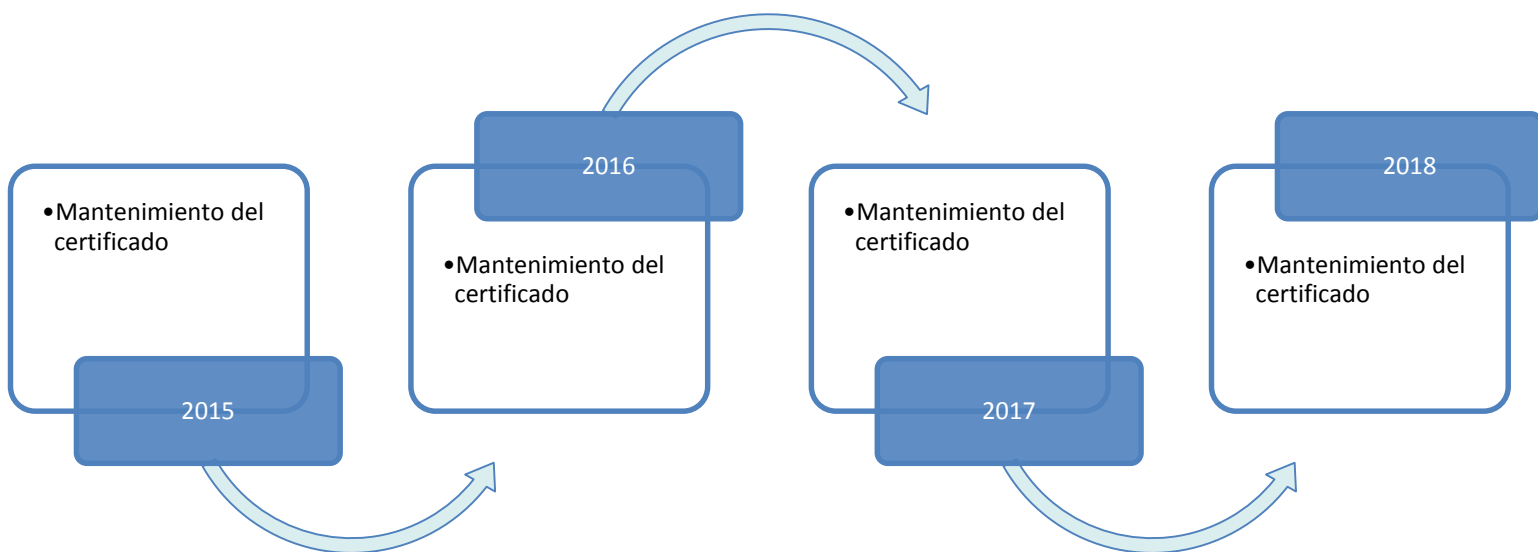 •Mantenimiento del
certificado
2015
2016
•Mantenimiento del
certificado
•Mantenimiento del
certificado
2017
2018
•Mantenimiento del
certificado